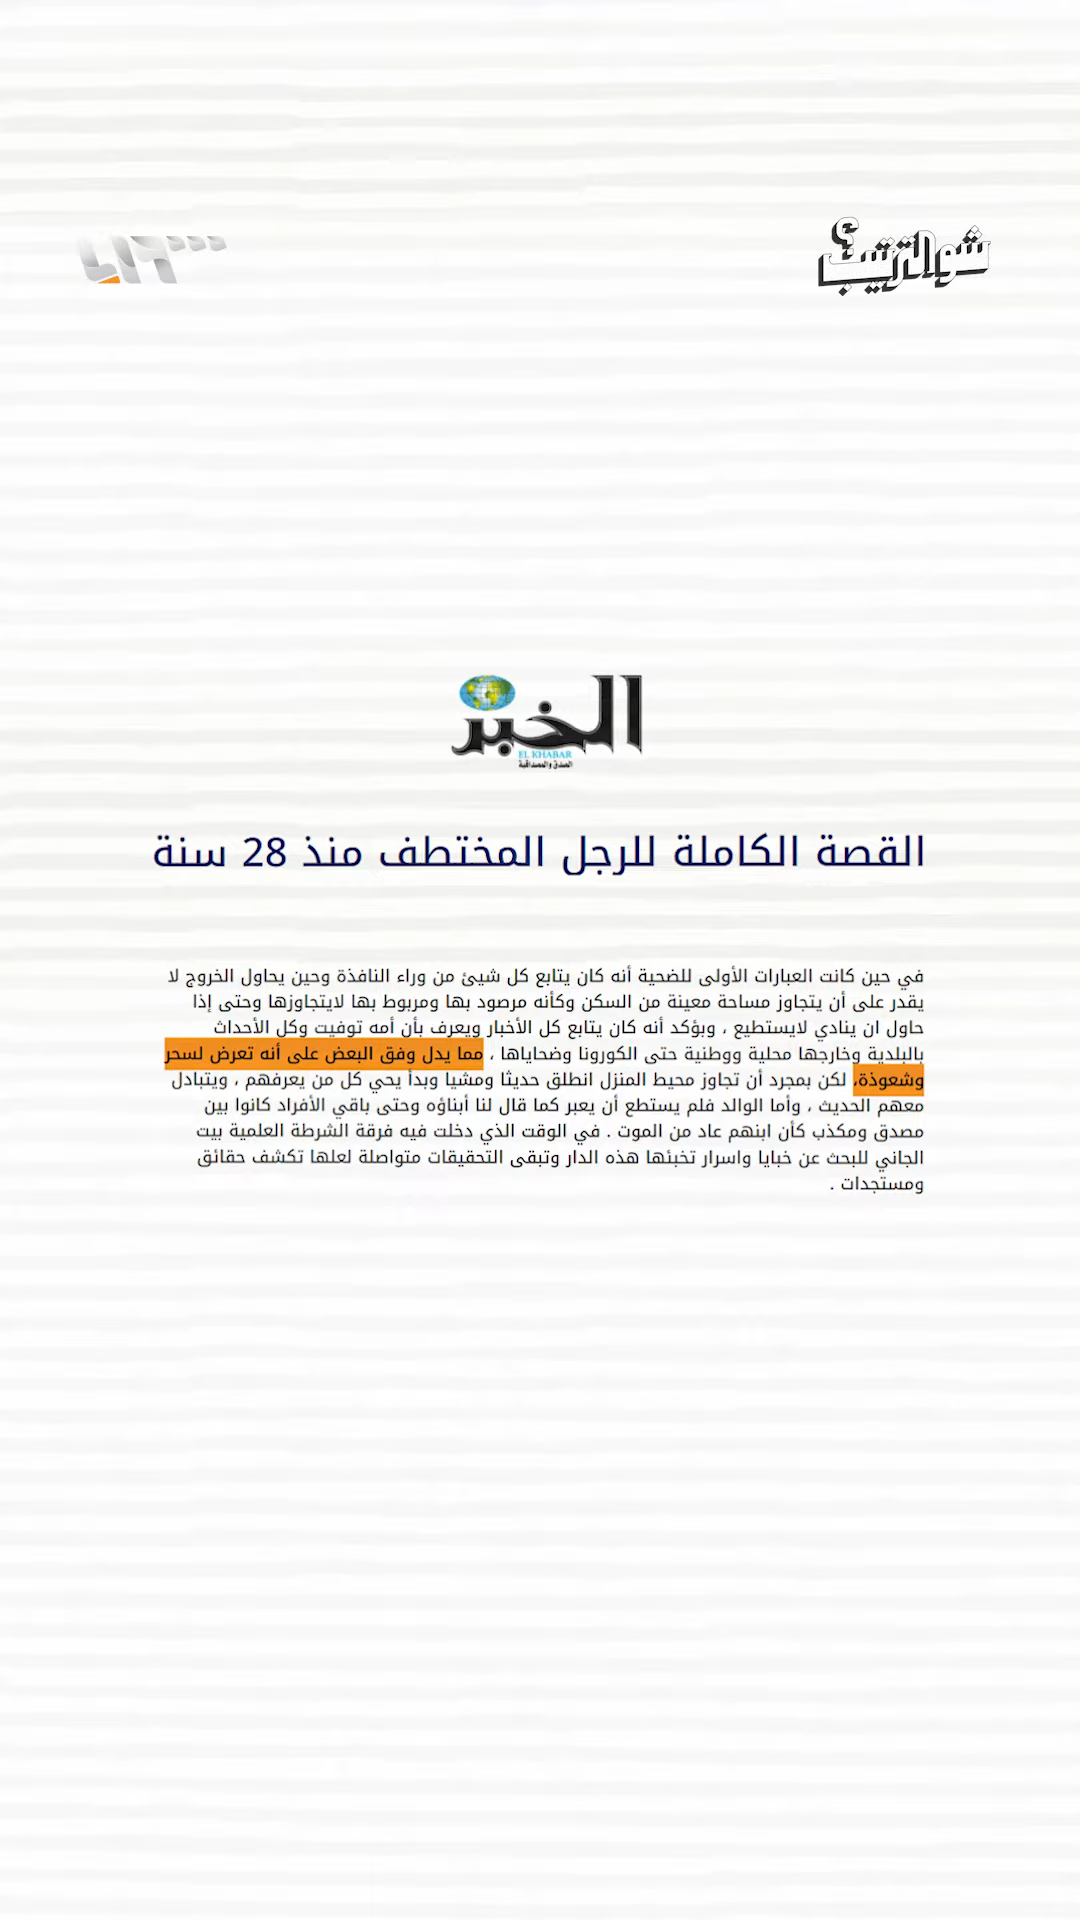 شو الترتيب؟
الخبر
EL KHABAR
الصدق والمصداقية
القصة الكاملة للرجل المختطف منذ 28 سنة
في حين كانت العبارات الأولى للضحية أنه كان يتابع كل شيئ من وراء النافذة وحين يحاول الخروج لا
يقدر على أن يتجاوز مساحة معينة من السكن وكأنه مرصود بها ومربوط بها لايتجاوزها وحتى إذا
حاول ان ينادي لايستطيع ، ويؤكد أنه كان يتابع كل الأخبار ويعرف بأن أمه توفيت وكل الأحداث
بالبلدية وخارجها محلية ووطنية حتى الكورونا وضحاياها ، مما يدل وفق البعض على أنه تعرض لسحر
وشعوذة، لكن بمجرد أن تجاوز محيط المنزل انطلق حديثا ومشيا وبدأ يحي كل من يعرفهم ، ويتبادل
معهم الحديث ، وأما الوالد فلم يستطع أن يعبر كما قال لنا أبناؤه وحتى باقي الأفراد كانوا بين
مصدق ومكذب كأن ابنهم عاد من الموت . في الوقت الذي دخلت فيه فرقة الشرطة العلمية بيت
الجاني للبحث عن خبايا واسرار تخبئها هذه الدار وتبقى التحقيقات متواصلة لعلها تكشف حقائق
ومستجدات .